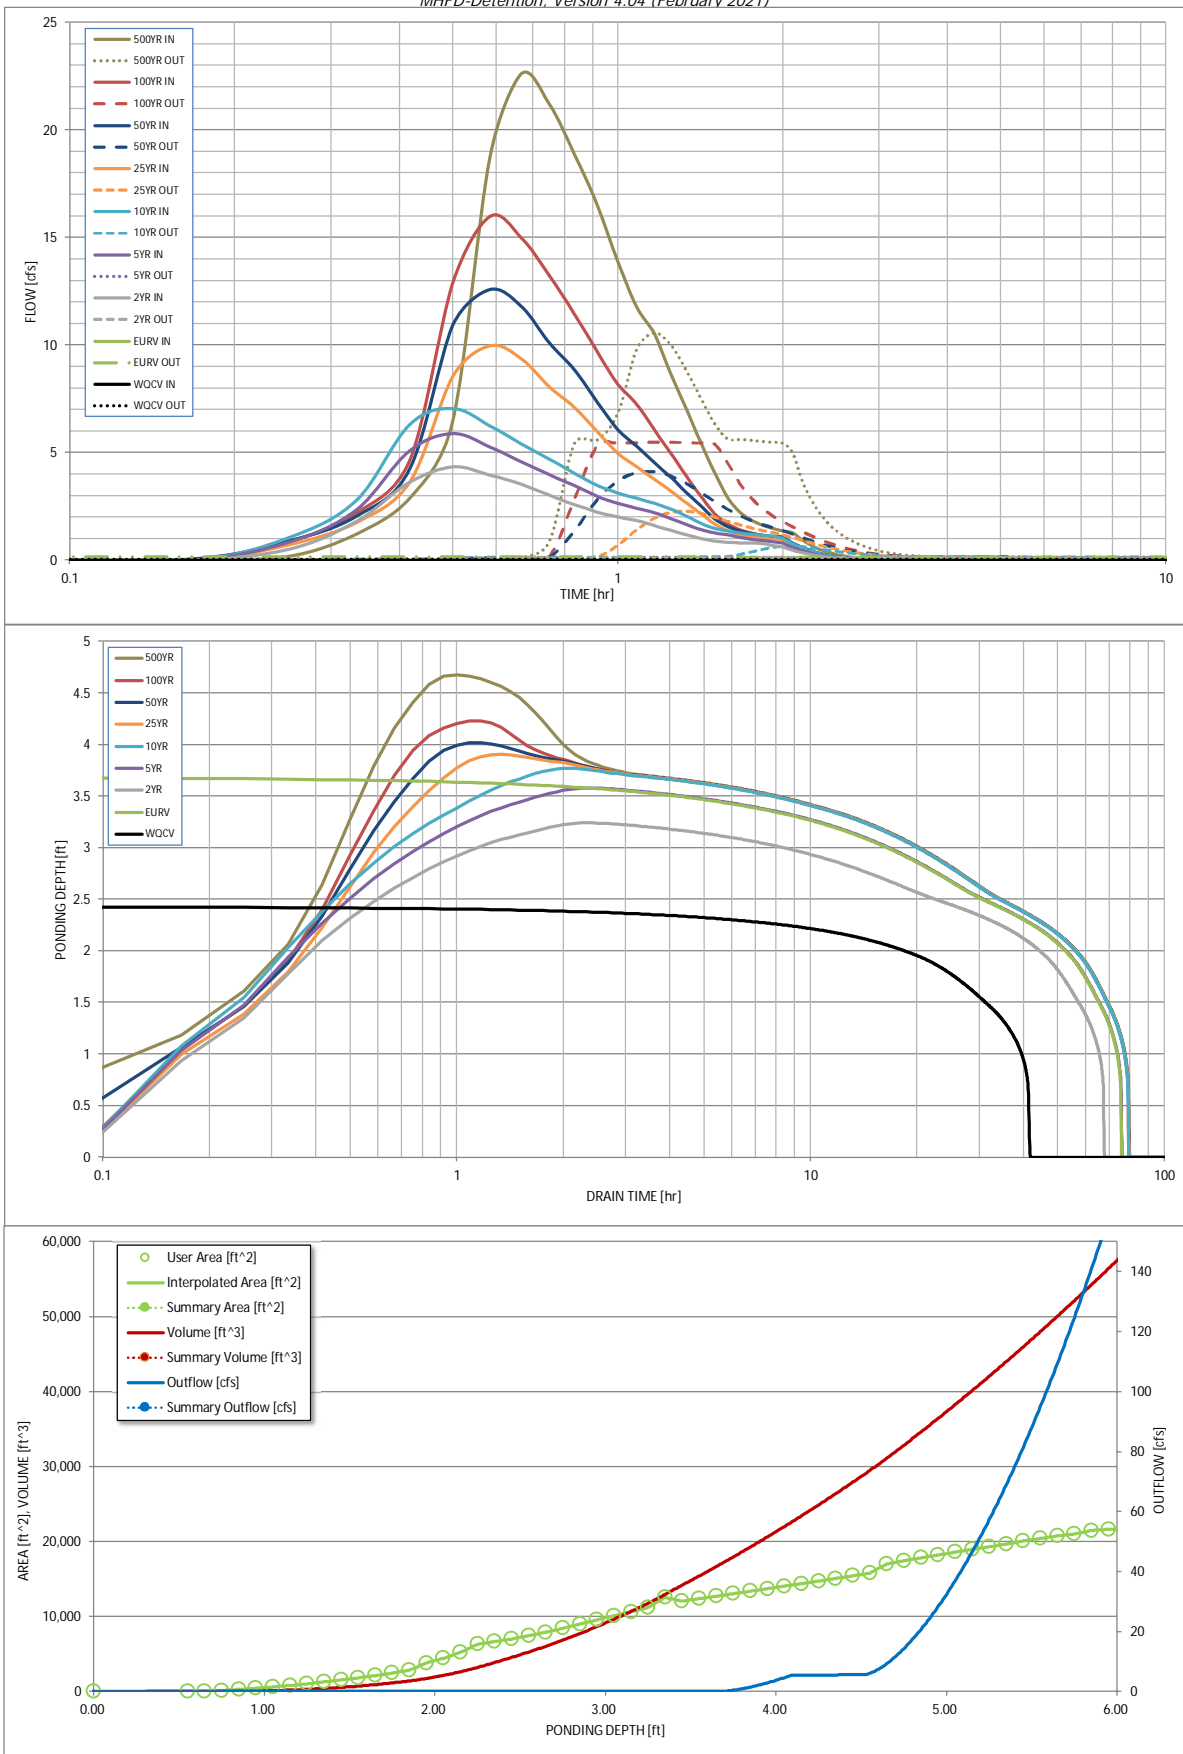 MHFD-Detention, Version 4.04 (February 2021)
25
20
15
10
5
0
FLOW [cfs]
500YR IN
500YR OUT
100YR IN
100YR OUT
50YR IN
50YR OUT
25YR IN
25YR OUT
10YR IN
10YR OUT
5YR IN
5YR OUT
2YR IN
2YR OUT
EURV IN
EURV OUT
WQCV IN
WQCV OUT
0.1
1
10
TIME [hr]
5
4.5
4
3.5
3
2.5
2
1.5
1
0.5
0
PONDING DEPTH [ft]
500YR
100YR
50YR
25YR
10YR
5YR
2YR
EURV
WQCV
0.1
1
10
100
DRAIN TIME [hr]
60,000
50,000
40,000
30,000
20,000
10,000
0
AREA [ft^2], VOLUME [ft^3]
User Area [ft^2]
Interpolated Area [ft^2]
Summary Area [ft^2]
Volume [ft^3]
Summary Volume [ft^3]
Outflow [cfs]
Summary Outflow [cfs]
140
120
100
80
60
40
20
0
OUTFLOW [cfs]
0.00
1.00
2.00
3.00
4.00
5.00
6.00
PONDING DEPTH [ft]